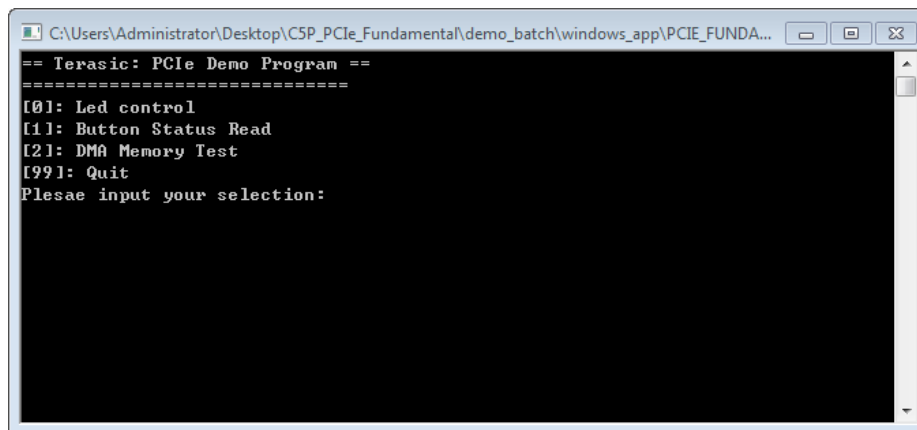 C:\Users\Administrator\Desktop\C5P_PCIe_Fundamental\demo_batch\windows_app\PCIE_FUNDA...
== Terasic: PCIe Demo Program ==
==============================
[0]: Led control
[1]: Button Status Read
[2]: DMA Memory Test
[99]: Quit
Plesae input your selection: